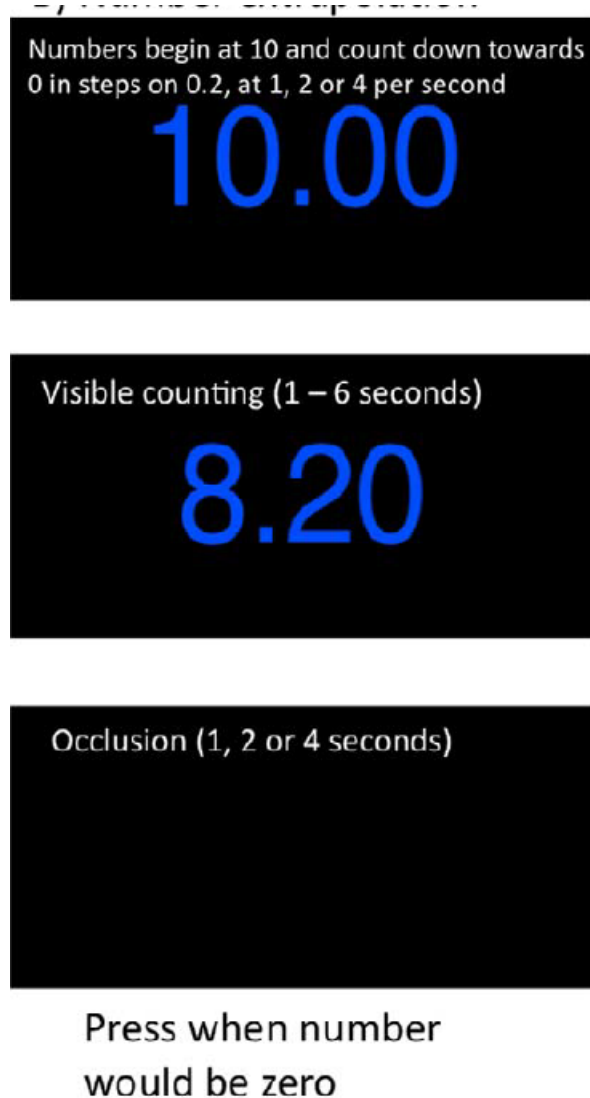 Numbers begin at 10 and count down towards
0 in steps on 0.2, at 1, 2 or 4 per second
10.00
Visible counting (1 – 6 seconds)
8.20
Occlusion (1, 2 or 4 seconds)
Press when number
would be zero